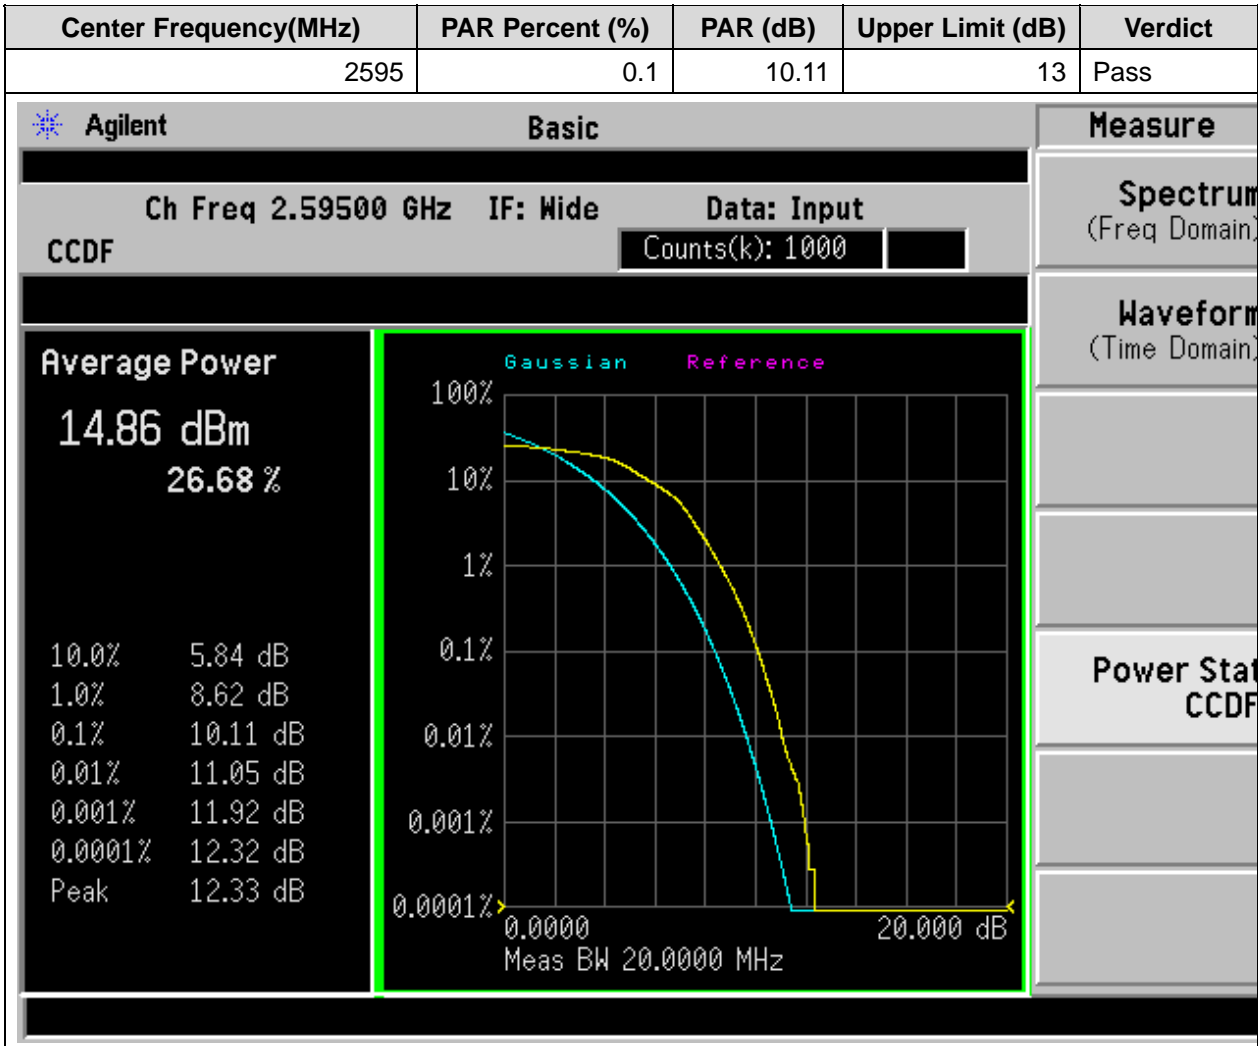 Center Frequency(MHz) PAR Percent (%) PAR (dB) Upper Limit (dB) Verdict
2595 0.1 10.11 13 Pass
Agilent Basic Measure
Ch Freq 2.59500 GHz IF: Wide Data: Input
CCDF Counts(k): 1000
Spectrum
(Freq Domain)
Waveform
(Time Domain)
Power Stat
CCDF
Average Power
14.86 dBm
26.68 %
10.0% 5.84 dB
1.0% 8.62 dB
0.1% 10.11 dB
0.01% 11.05 dB
0.001% 11.92 dB
0.0001% 12.32 dB
Peak 12.33 dB
Gaussian Reference
100%
10%
1%
0.1%
0.01%
0.001%
0.0001%
0.0000 20.000 dB
Meas BW 20.0000 MHz